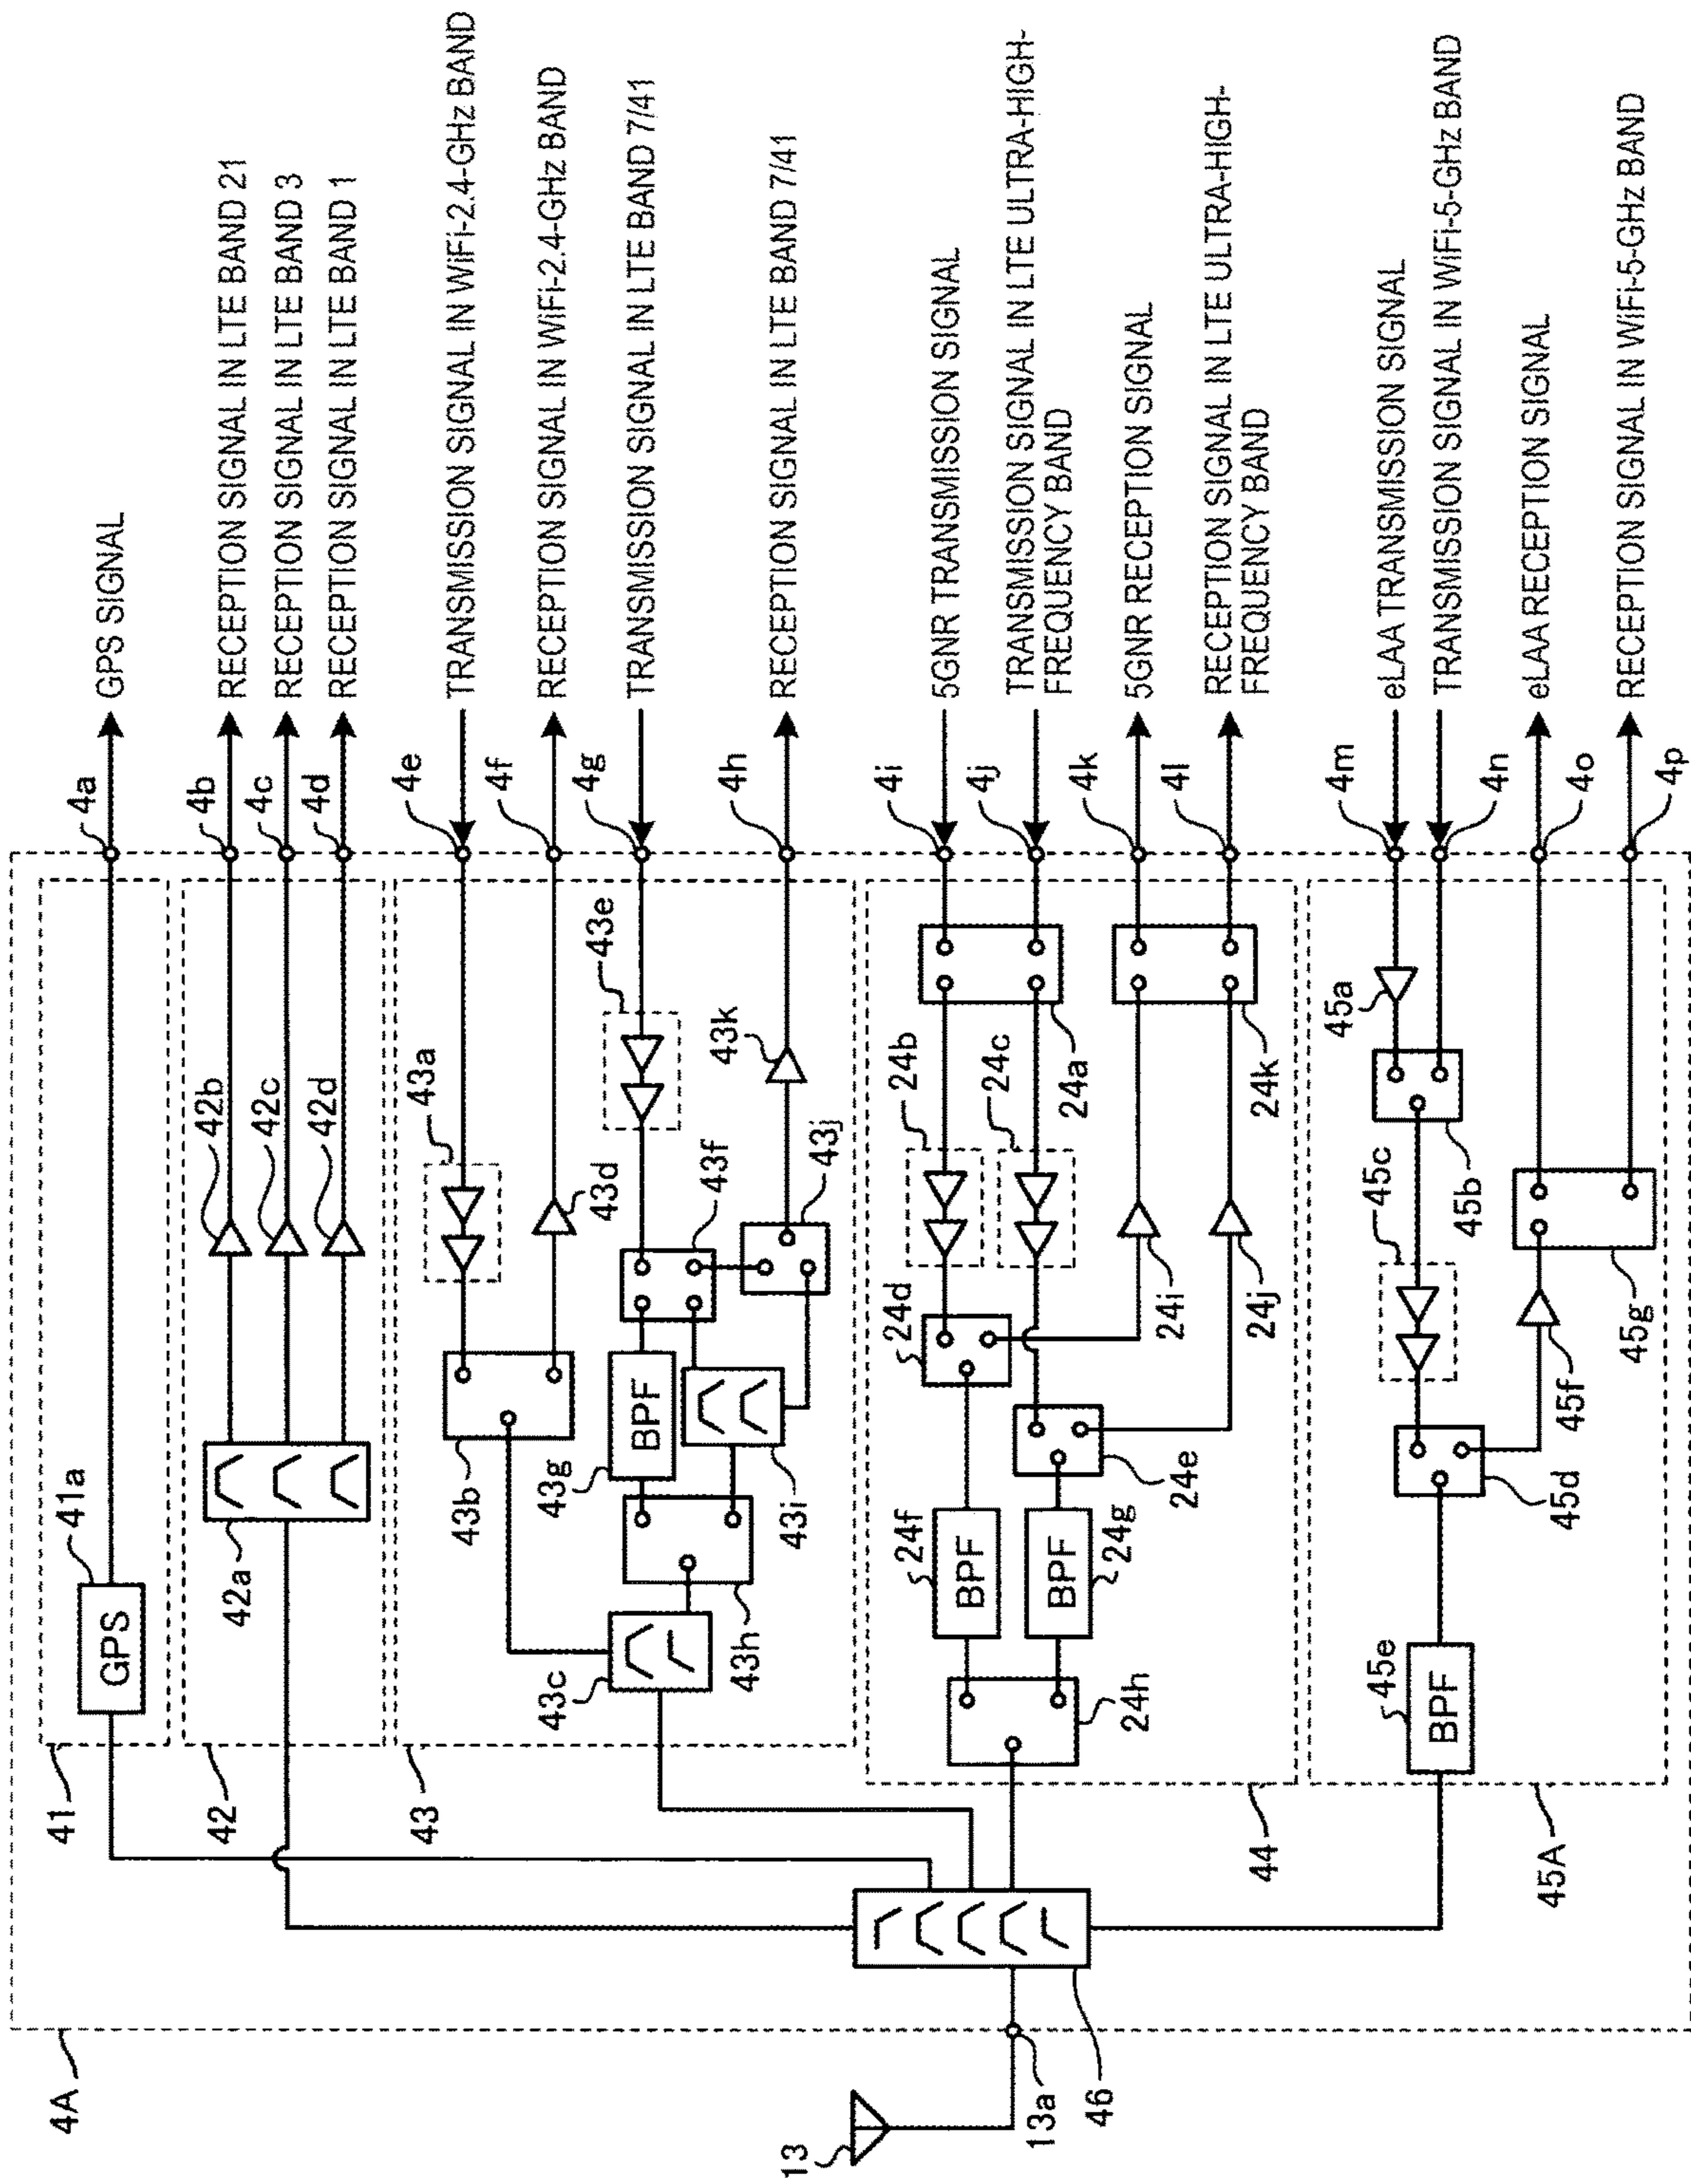 4A
41
41a
GPS
4a
GPS SIGNAL
42
42a
42b
42c
42d
4b
4c
4d
RECEPTION SIGNAL IN LTE BAND 21
RECEPTION SIGNAL IN LTE BAND 3
RECEPTION SIGNAL IN LTE BAND 1
43
43a
43b
43c
43d
43e
43f
43g
BPF
43h
43i
43j
43k
4e
4f
4g
4h
TRANSMISSION SIGNAL IN WiFi-2.4-GHz BAND
RECEPTION SIGNAL IN WiFi-2.4-GHz BAND
TRANSMISSION SIGNAL IN LTE BAND 7/41
RECEPTION SIGNAL IN LTE BAND 7/41
13
13a
46
44
24a
24b
24c
24d
24e
24f
BPF
24g
BPF
24h
24i
24j
24k
4i
4j
4k
4l
5GNR TRANSMISSION SIGNAL
TRANSMISSION SIGNAL IN LTE ULTRA-HIGH-
FREQUENCY BAND
5GNR RECEPTION SIGNAL
RECEPTION SIGNAL IN LTE ULTRA-HIGH-
FREQUENCY BAND
45A
45a
45b
45c
45d
45e
BPF
45f
45g
4m
4n
4o
4p
eLAA TRANSMISSION SIGNAL
TRANSMISSION SIGNAL IN WiFi-5-GHz BAND
eLAA RECEPTION SIGNAL
RECEPTION SIGNAL IN WiFi-5-GHz BAND